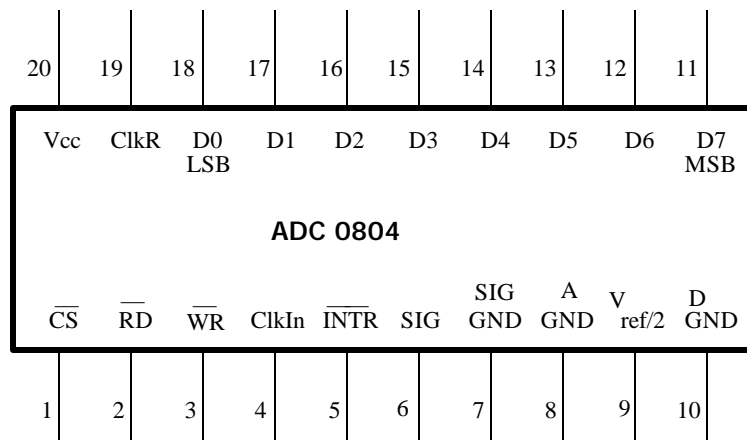 20 19 18 17 16 15 14 13 12 11
Vcc ClkR D0 D1 D2 D3 D4 D5 D6 D7
LSB MSB
ADC 0804
SIG A V D
CS RD WR ClkIn INTR SIG GND GND ref/2 GND
1 2 3 4 5 6 7 8 9 10